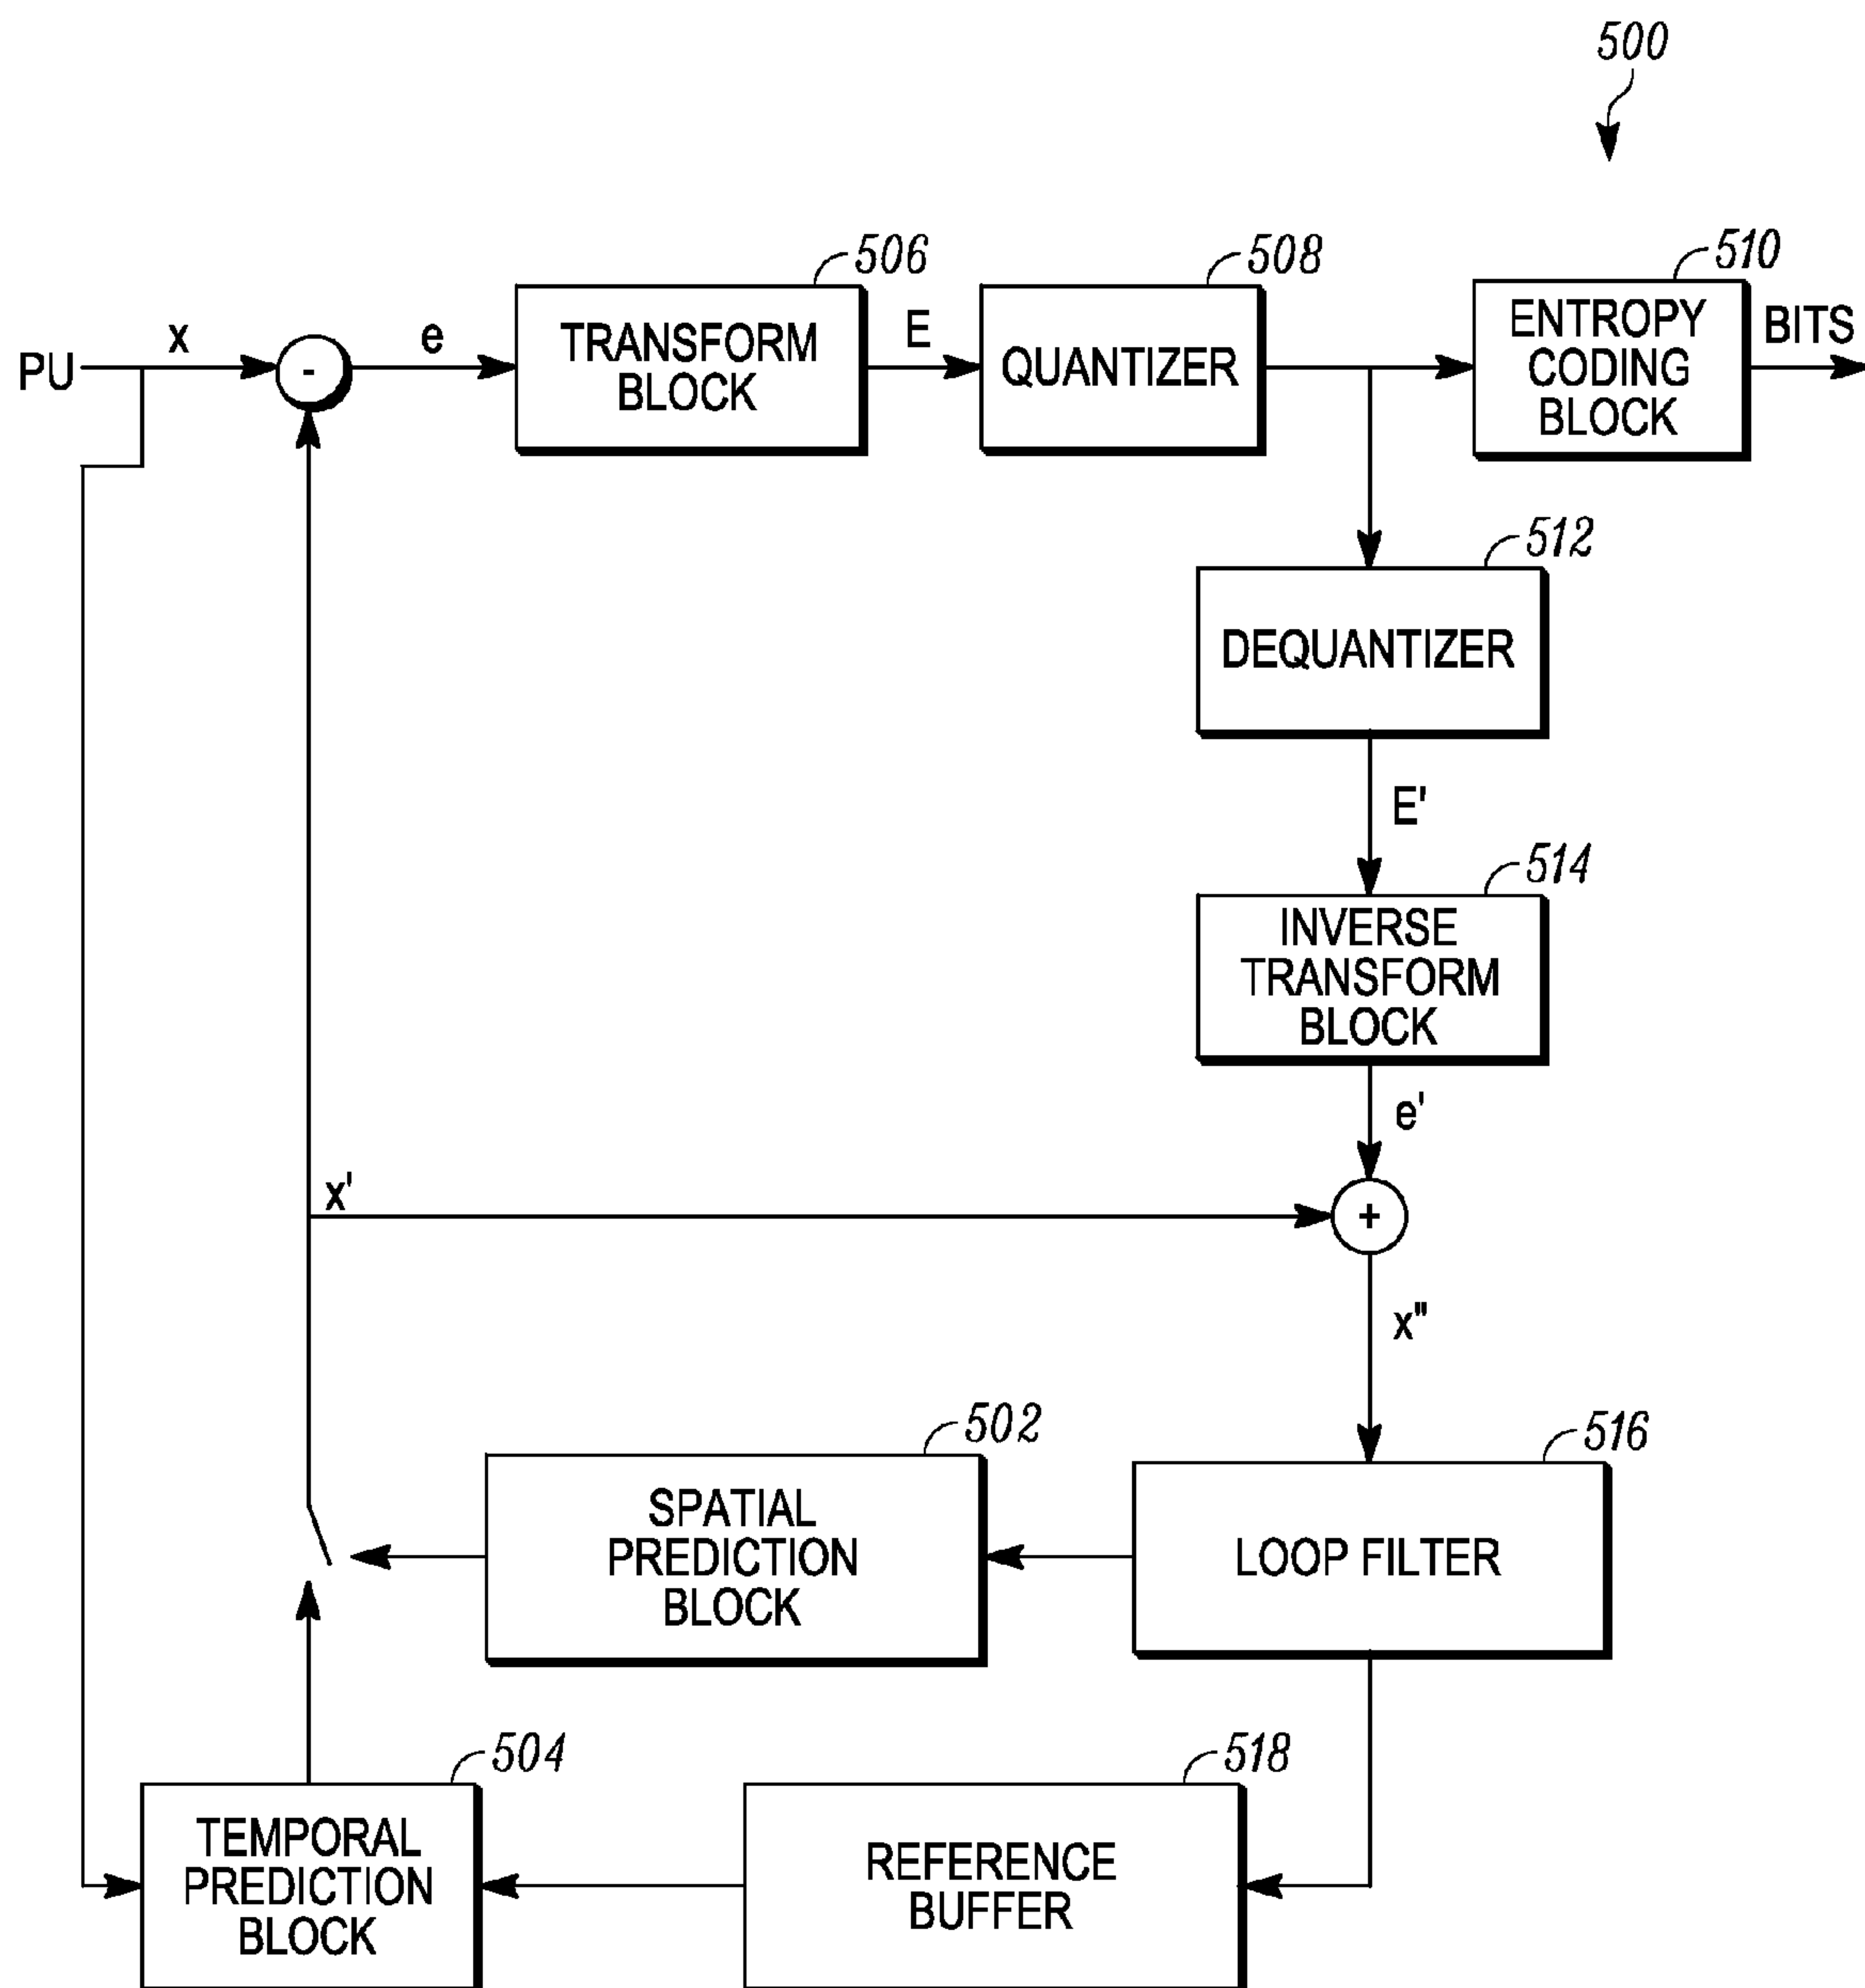 500
506
508
510
PU
x
-
e
TRANSFORM
BLOCK
E
QUANTIZER
ENTROPY
CODING
BLOCK
BITS
512
DEQUANTIZER
E'
514
INVERSE
TRANSFORM
BLOCK
e'
x'
+
x"
502
516
SPATIAL
PREDICTION
BLOCK
LOOP FILTER
504
518
TEMPORAL
PREDICTION
BLOCK
REFERENCE
BUFFER